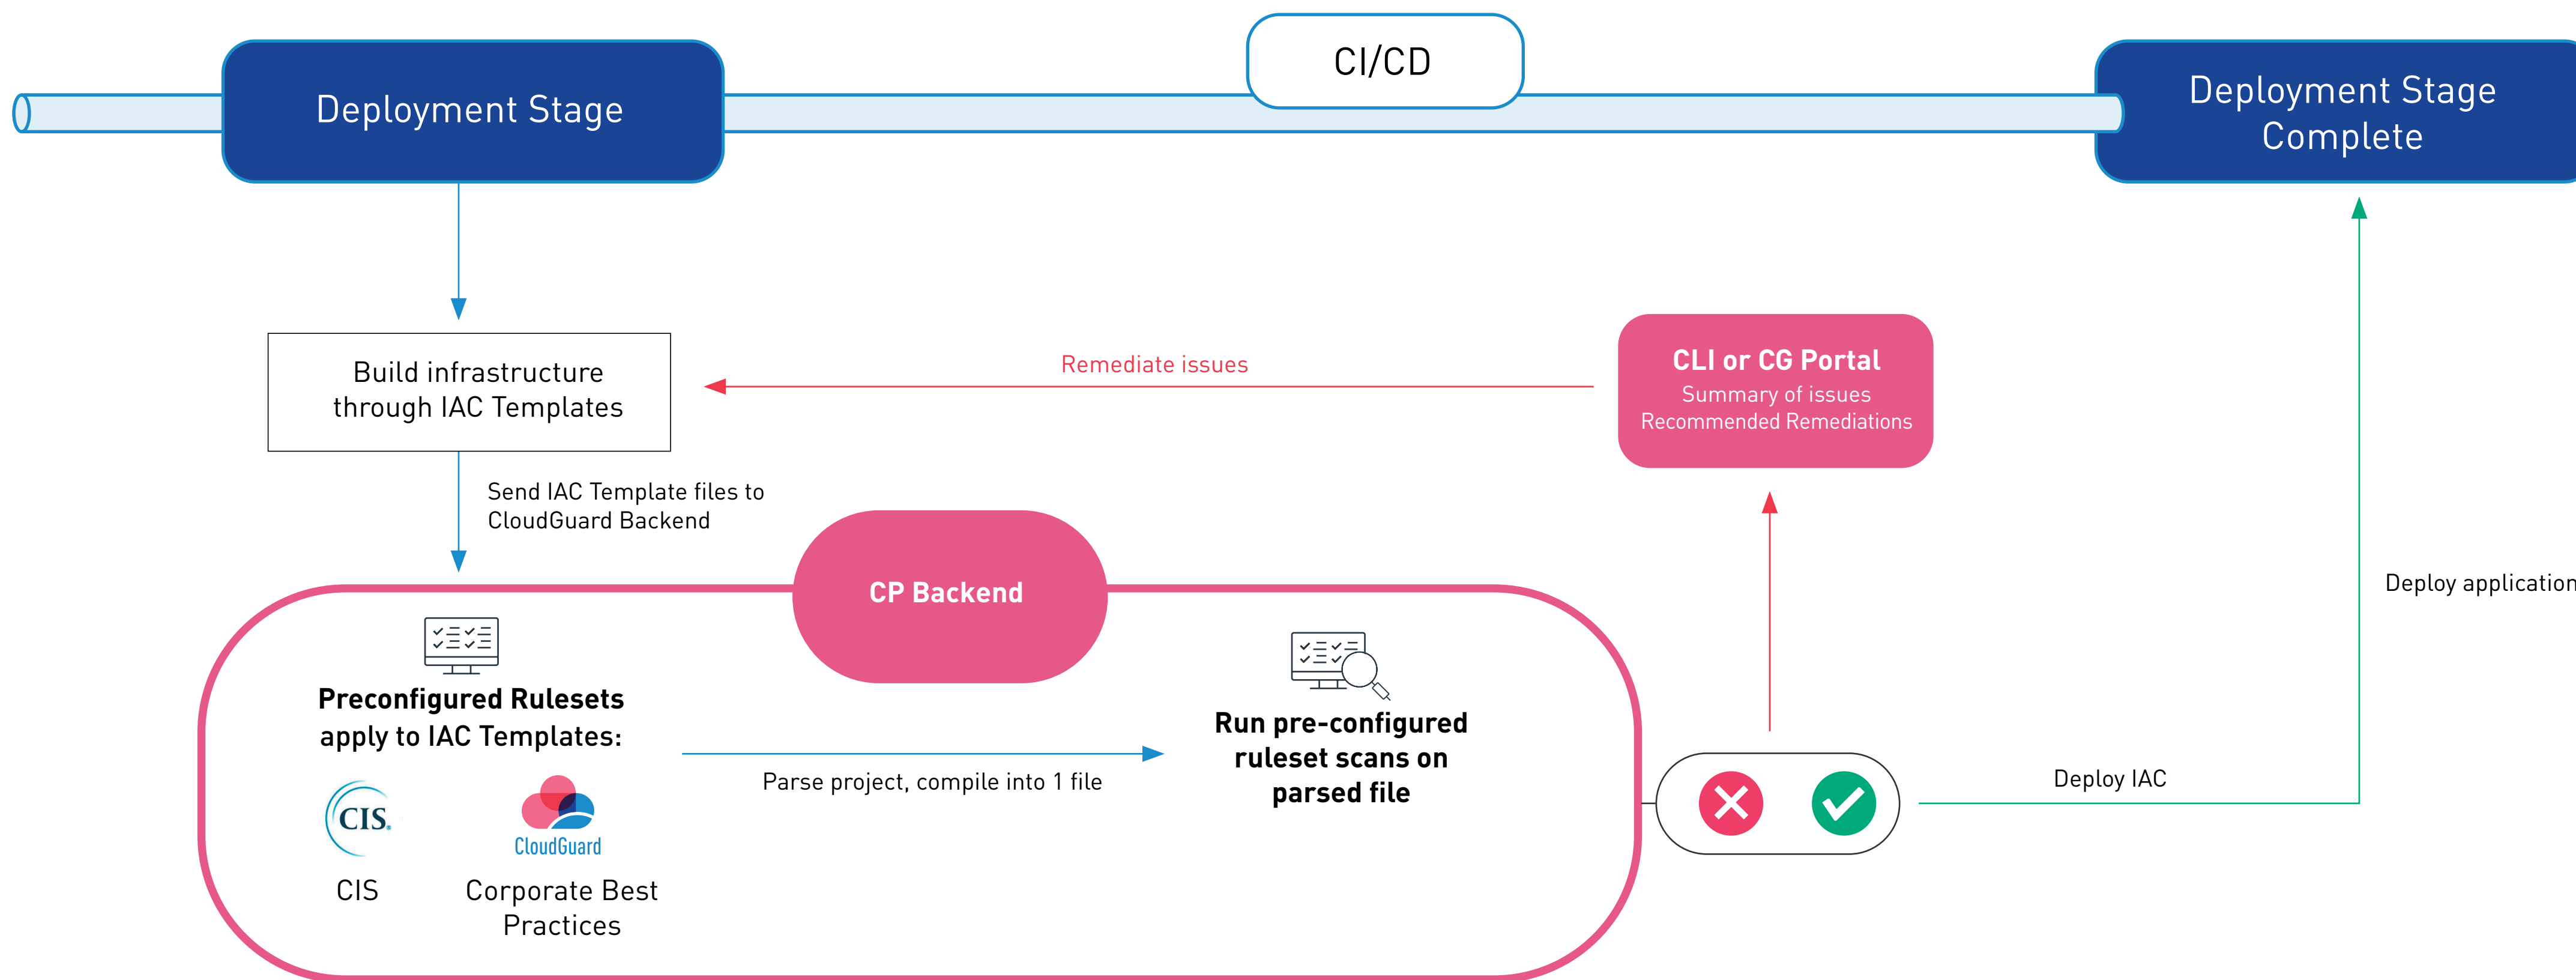 CI/CD
Deployment Stage
Deployment Stage
Complete
Build infrastructure
through IAC Templates
Remediate issues
CLI or CG Portal
Summary of issues
Recommended Remediations
Send IAC Template files to
CloudGuard Backend
CP Backend
Deploy application
Preconfigured Rulesets
apply to IAC Templates:
Parse project, compile into 1 file
Run pre-configured
ruleset scans on
parsed file
Deploy IAC
CIS.
CloudGuard
CIS
Corporate Best
Practices